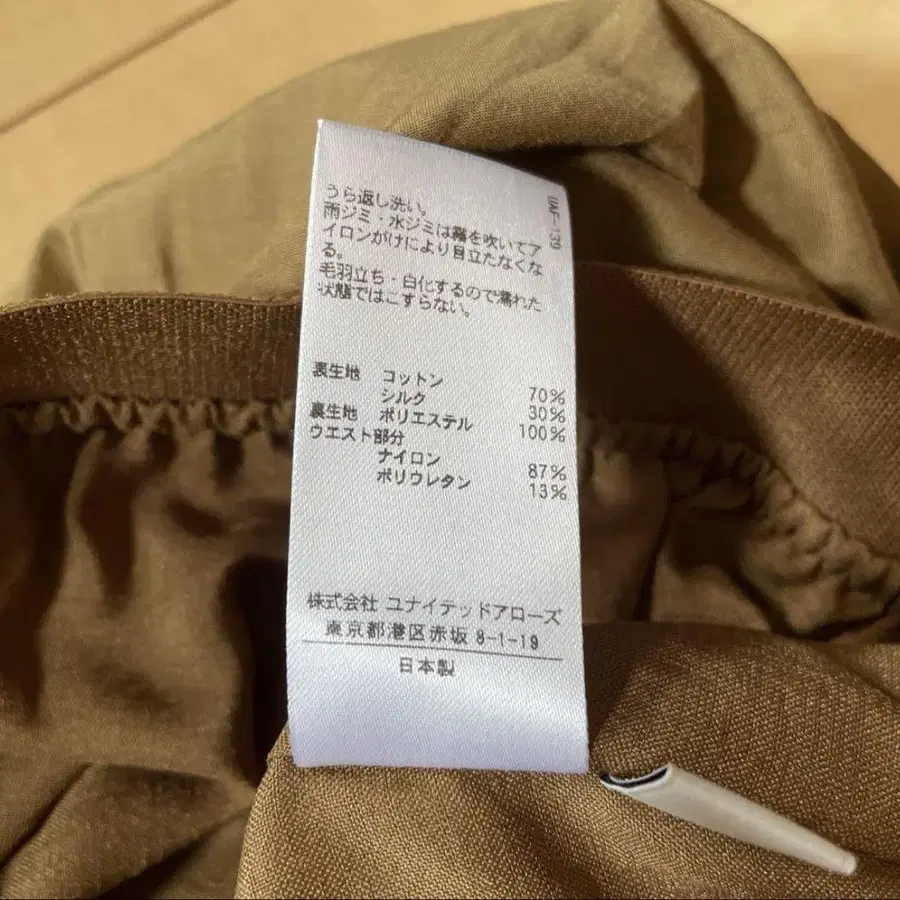 UAF-139
うら返し洗い。
雨ジミ・水ジミは霧を吹いてア
イロンがけにより目立たなくな
る。
毛羽立ち・白化するので濡れた
状態ではこすらない。
表生地 コットン 70%
シルク 30%
裏生地 ポリエステル 100%
ウエスト部分
ナイロン 87%
ポリウレタン 13%
株式会社 ユナイテッドアローズ
東京都港区赤坂 8-1-19
日本製